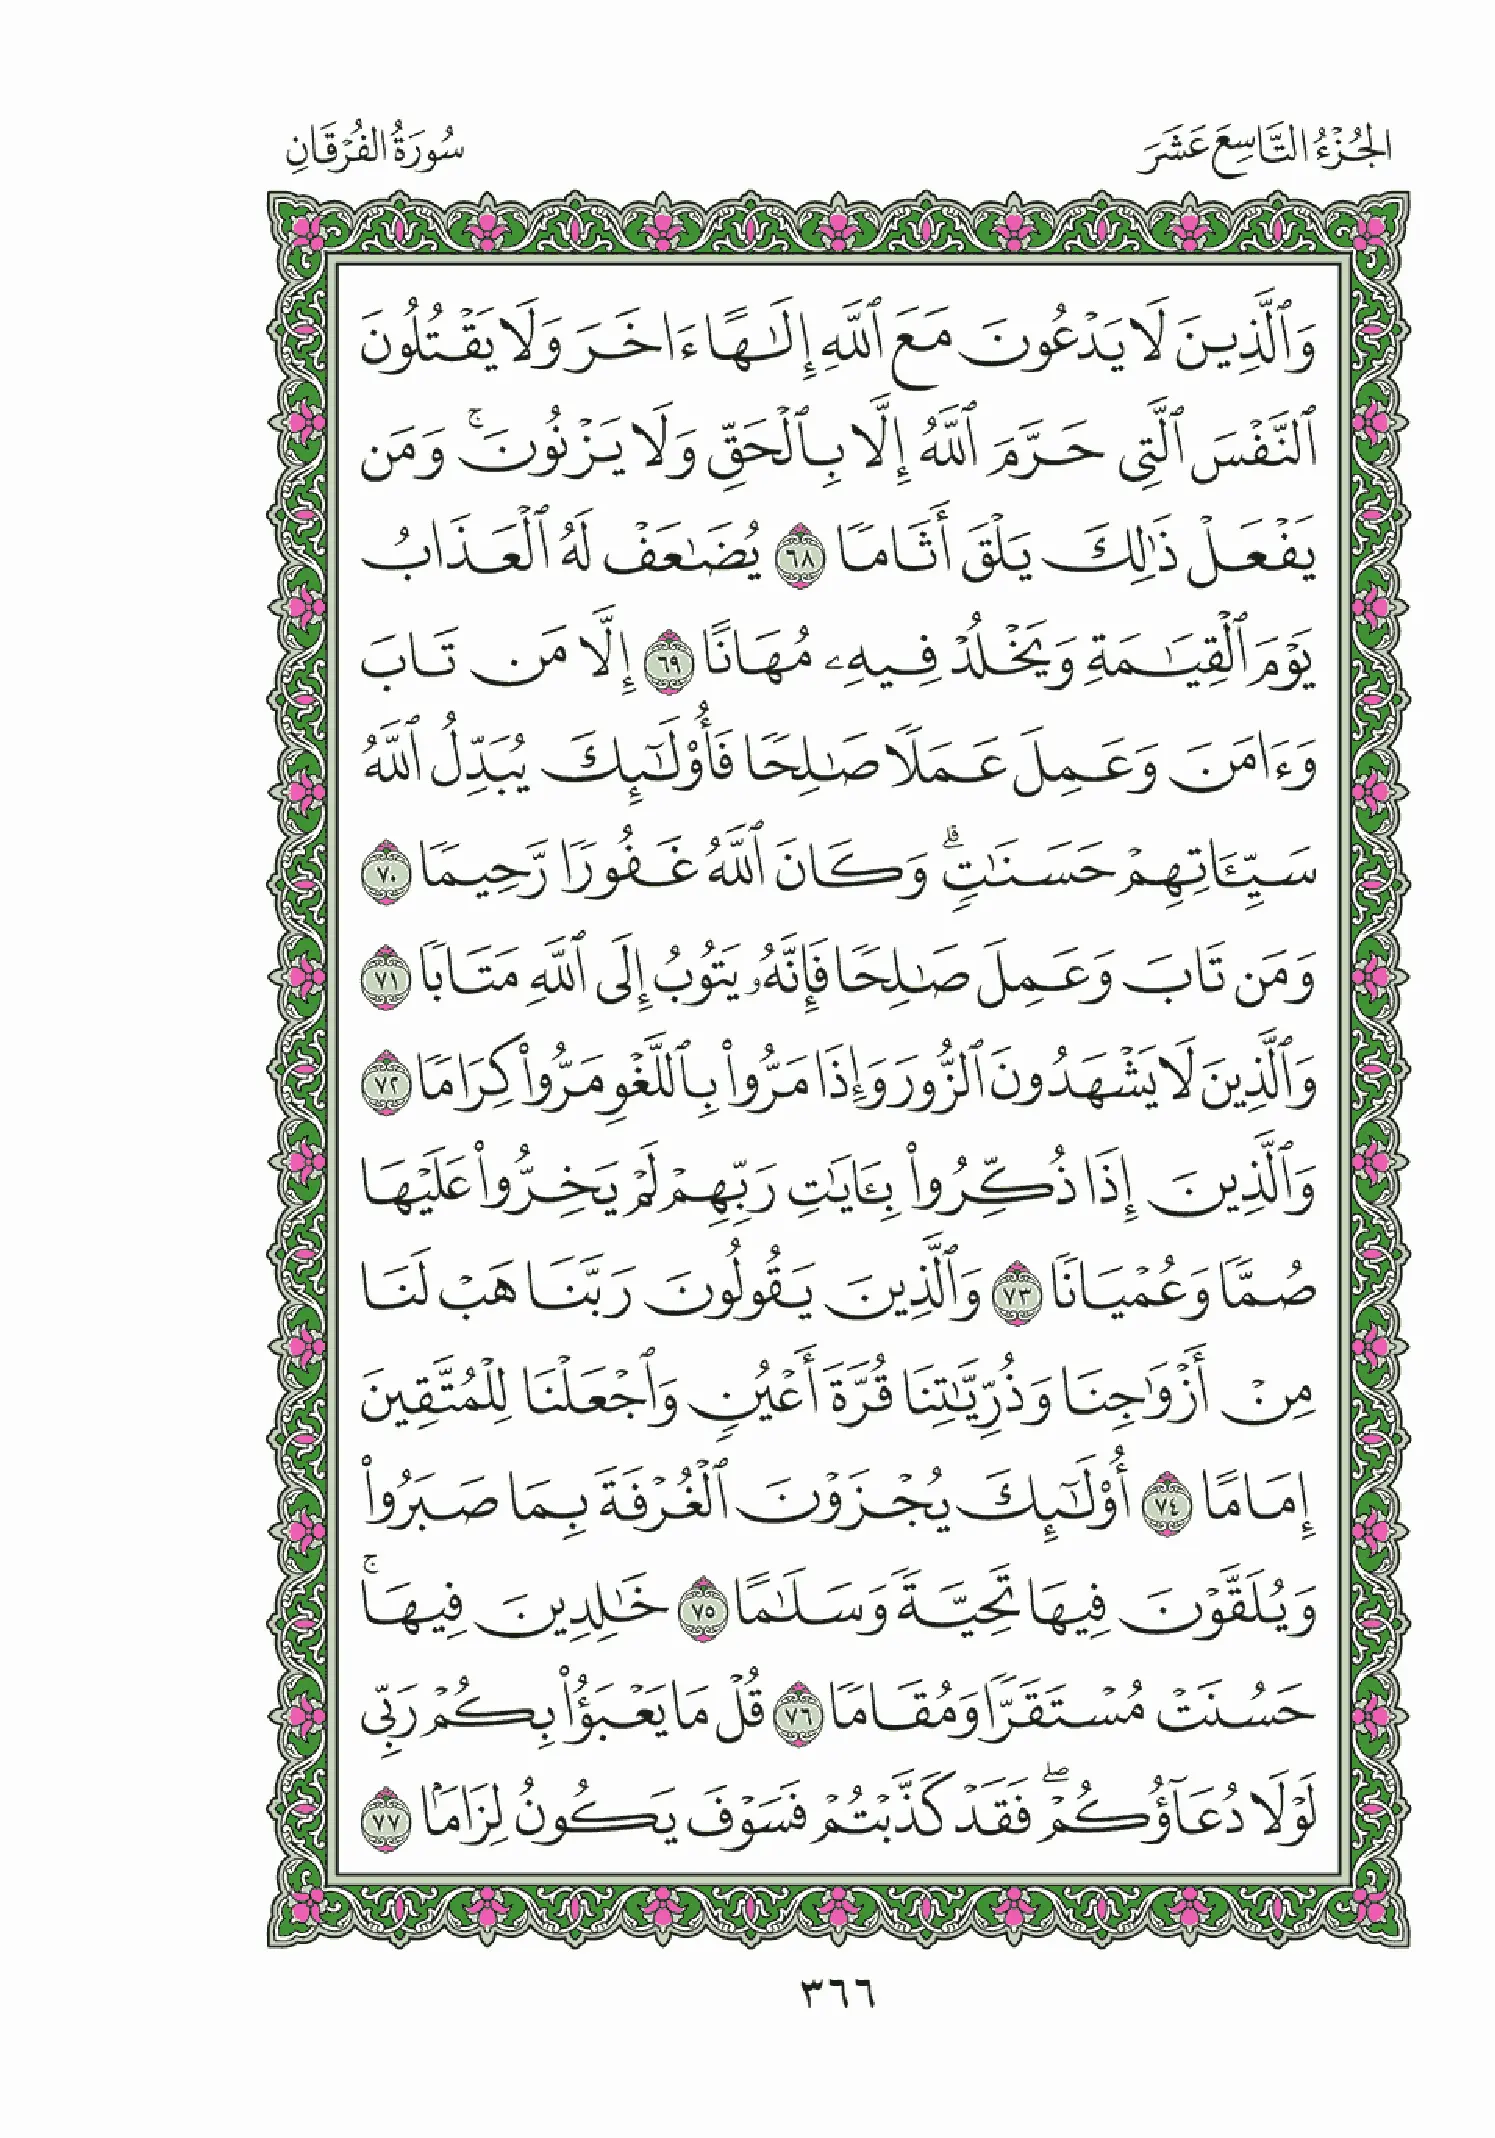 الجُزْءُ التَّاسِعَ عَشَرَ
سُورَةُ الفُرْقَانِ
وَٱلَّذِينَ لَا يَدْعُونَ مَعَ ٱللَّهِ إِلَٰهًا ءَاخَرَ وَلَا يَقْتُلُونَ
ٱلنَّفْسَ ٱلَّتِى حَرَّمَ ٱللَّهُ إِلَّا بِٱلْحَقِّ وَلَا يَزْنُونَ ۚ وَمَن
يَفْعَلْ ذَٰلِكَ يَلْقَ أَثَامًا ٦٨ يُضَٰعَفْ لَهُ ٱلْعَذَابُ
يَوْمَ ٱلْقِيَٰمَةِ وَيَخْلُدْ فِيهِۦ مُهَانًا ٦٩ إِلَّا مَن تَابَ
وَءَامَنَ وَعَمِلَ عَمَلًا صَٰلِحًا فَأُو۟لَٰٓئِكَ يُبَدِّلُ ٱللَّهُ
سَيِّـَٔاتِهِمْ حَسَنَٰتٍ ۗ وَكَانَ ٱللَّهُ غَفُورًا رَّحِيمًا ٧٠
وَمَن تَابَ وَعَمِلَ صَٰلِحًا فَإِنَّهُۥ يَتُوبُ إِلَى ٱللَّهِ مَتَابًا ٧١
وَٱلَّذِينَ لَا يَشْهَدُونَ ٱلزُّورَ وَإِذَا مَرُّوا۟ بِٱللَّغْوِ مَرُّوا۟ كِرَامًا ٧٢
وَٱلَّذِينَ إِذَا ذُكِّرُوا۟ بِـَٔايَٰتِ رَبِّهِمْ لَمْ يَخِرُّوا۟ عَلَيْهَا
صُمًّا وَعُمْيَانًا ٧٣ وَٱلَّذِينَ يَقُولُونَ رَبَّنَا هَبْ لَنَا
مِنْ أَزْوَٰجِنَا وَذُرِّيَّٰتِنَا قُرَّةَ أَعْيُنٍ وَٱجْعَلْنَا لِلْمُتَّقِينَ
إِمَامًا ٧٤ أُو۟لَٰٓئِكَ يُجْزَوْنَ ٱلْغُرْفَةَ بِمَا صَبَرُوا۟
وَيُلَقَّوْنَ فِيهَا تَحِيَّةً وَسَلَٰمًا ٧٥ خَٰلِدِينَ فِيهَا ۚ
حَسُنَتْ مُسْتَقَرًّا وَمُقَامًا ٧٦ قُلْ مَا يَعْبَؤُا۟ بِكُمْ رَبِّى
لَوْلَا دُعَآؤُكُمْ ۖ فَقَدْ كَذَّبْتُمْ فَسَوْفَ يَكُونُ لِزَامًۢا ٧٧
٣٦٦